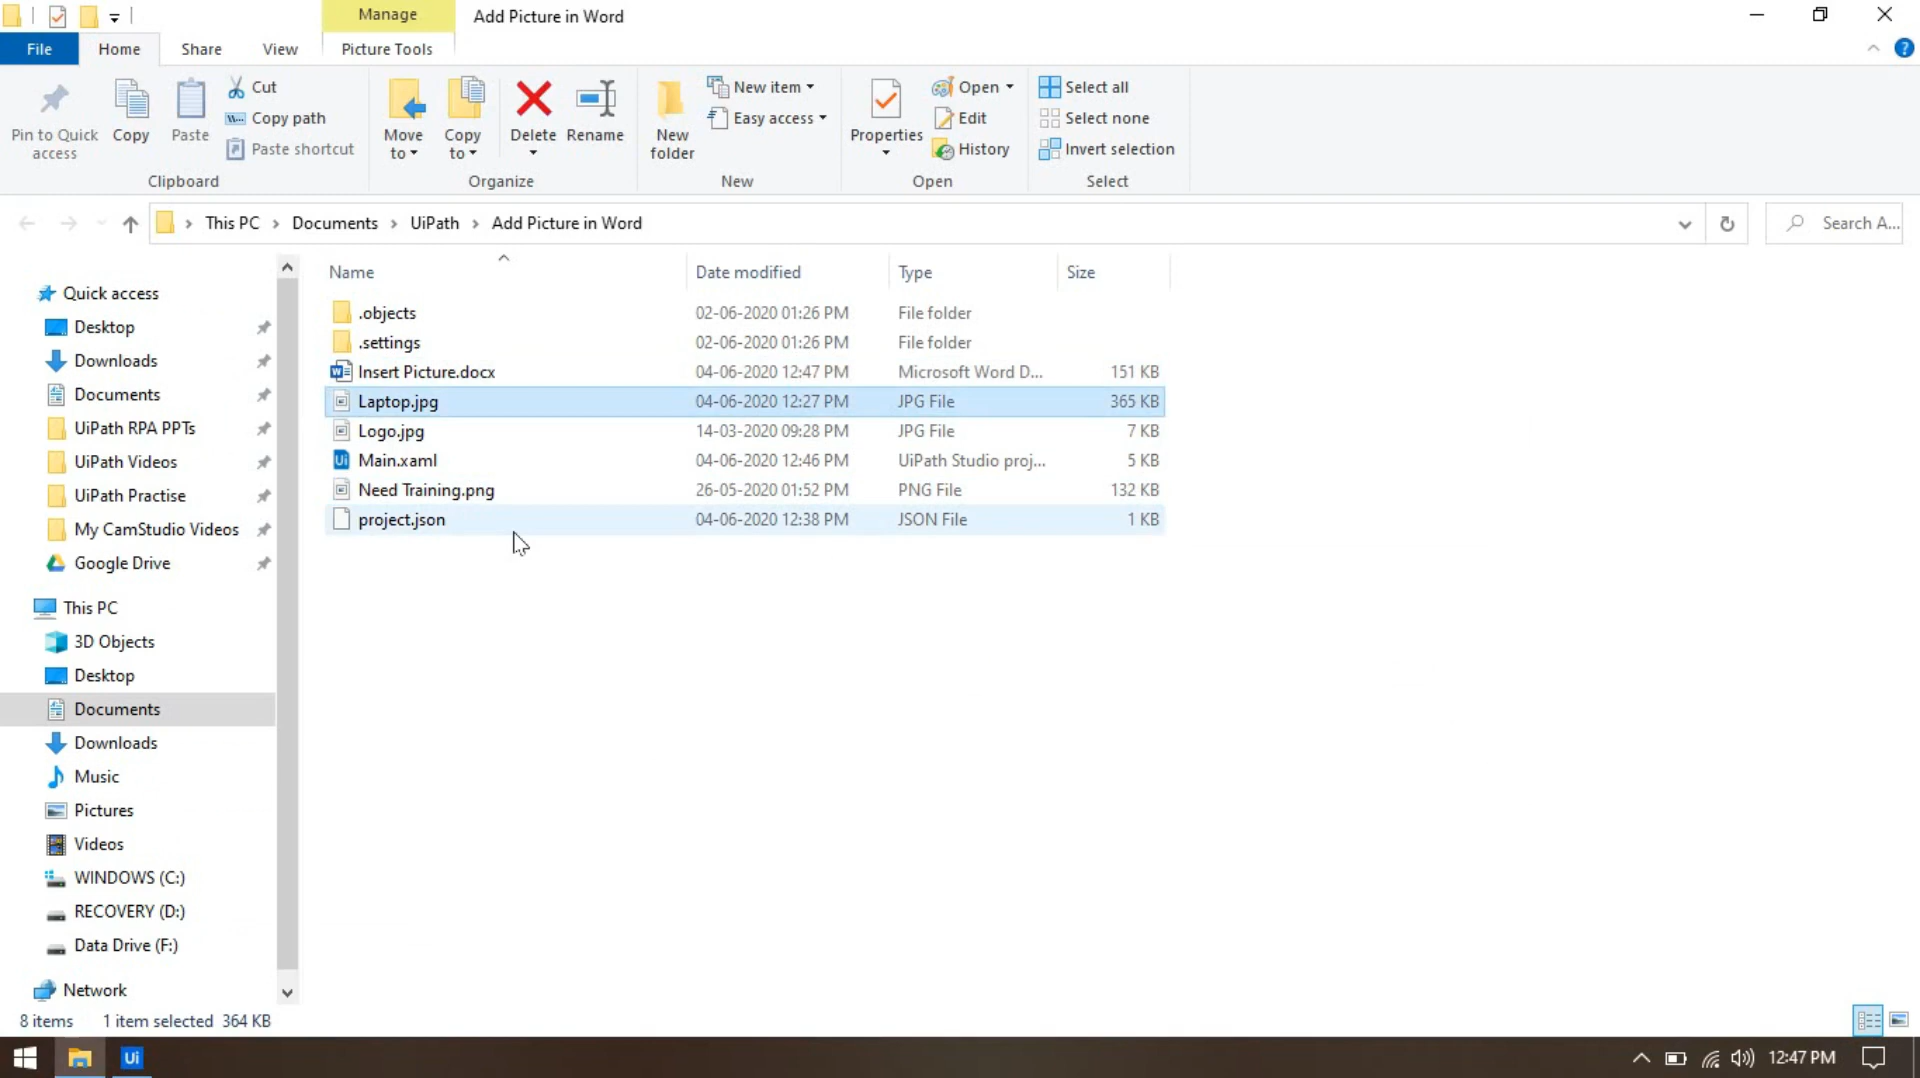 Manage
Add Picture in Word
File
Home
Share
View
Picture Tools
Pin to Quick access
Copy
Paste
Cut
Copy path
Paste shortcut
Clipboard
Move to
Copy to
Delete
Rename
Organize
New folder
New item
Easy access
New
Properties
Open
Edit
History
Open
Select all
Select none
Invert selection
Select
This PC > Documents > UiPath > Add Picture in Word
Search A...
Quick access
Desktop
Downloads
Documents
UiPath RPA PPTs
UiPath Videos
UiPath Practise
My CamStudio Videos
Google Drive
This PC
3D Objects
Desktop
Documents
Downloads
Music
Pictures
Videos
WINDOWS (C:)
RECOVERY (D:)
Data Drive (F:)
Network
Name Date modified Type Size
.objects 02-06-2020 01:26 PM File folder
.settings 02-06-2020 01:26 PM File folder
Insert Picture.docx 04-06-2020 12:47 PM Microsoft Word D... 151 KB
Laptop.jpg 04-06-2020 12:27 PM JPG File 365 KB
Logo.jpg 14-03-2020 09:28 PM JPG File 7 KB
Main.xaml 04-06-2020 12:46 PM UiPath Studio proj... 5 KB
Need Training.png 26-05-2020 01:52 PM PNG File 132 KB
project.json 04-06-2020 12:38 PM JSON File 1 KB
8 items 1 item selected 364 KB
Ui
12:47 PM